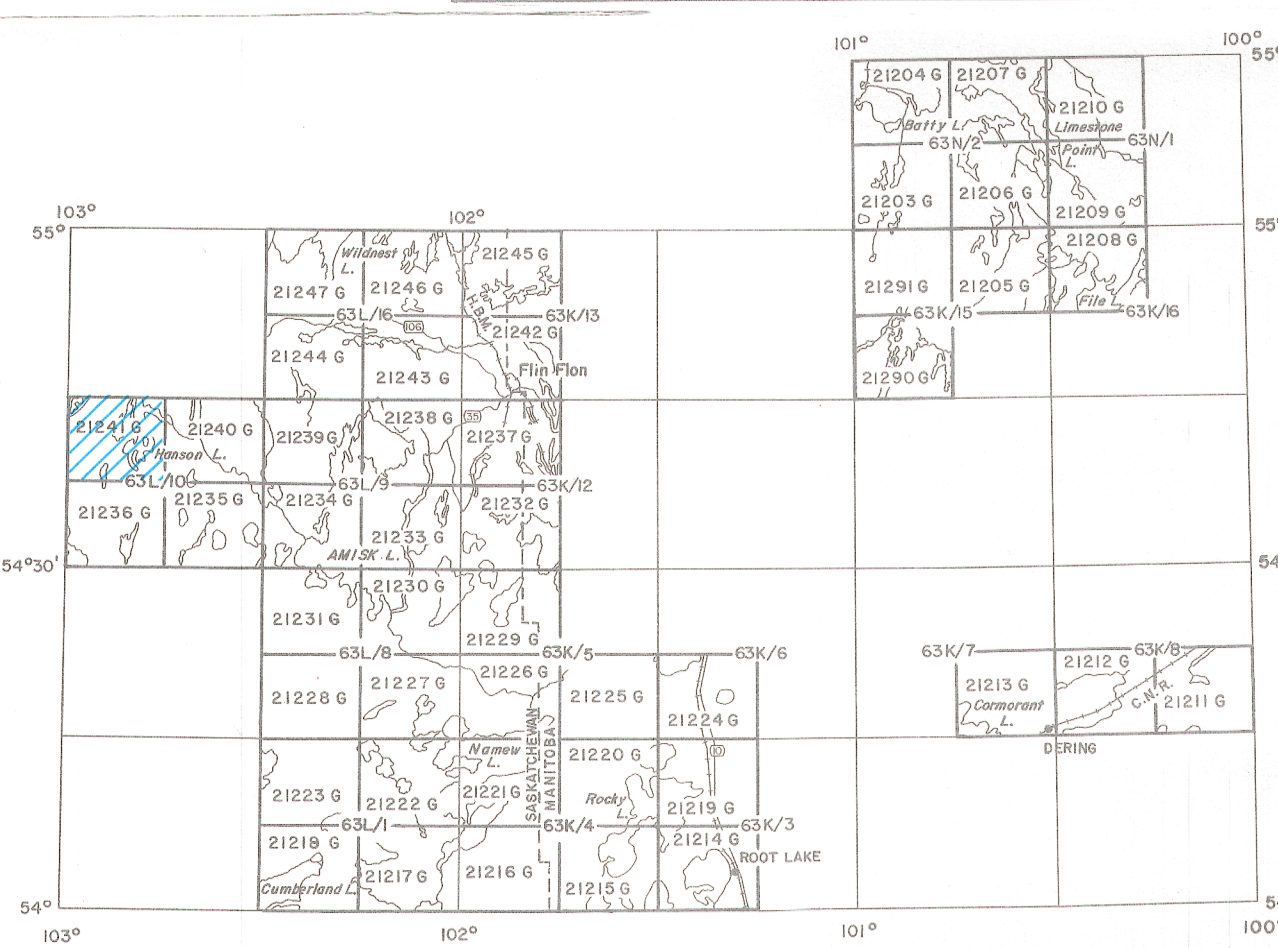 101°
100°
55°
21204 G
21207 G
21210 G
Batty L.
Limestone
Point
L.
63N/2
63N/1
21203 G
21206 G
21209 G
103°
102°
55°
55°
21208 G
Wildnest
L.
21245 G
21247 G
21246 G
21291 G
21205 G
File L.
H.B.M.
63L/16
106
63K/13
63K/15
63K/16
21242 G
21244 G
21243 G
Flin Flon
21290 G
21241 G
21240 G
21239 G
21238 G
35
21237 G
Hanson L.
63L/10
63L/9
63K/12
21236 G
21235 G
21234 G
21233 G
21232 G
AMISK L.
54°30'
54
21231 G
21230 G
21229 G
63L/8
63K/5
63K/6
63K/7
63K/8
21228 G
21227 G
21226 G
21225 G
21224 G
21213 G
21212 G
21211 G
Cormorant
L.
C.N.R.
DERING
SASKATCHEWAN
MANITOBA
Namew
L.
21220 G
10
21223 G
21222 G
21221 G
Rocky
L.
21219 G
63L/1
63K/4
63K/3
21218 G
21217 G
21216 G
21215 G
21214 G
ROOT LAKE
Cumberland L.
54°
54
103°
102°
101°
100°